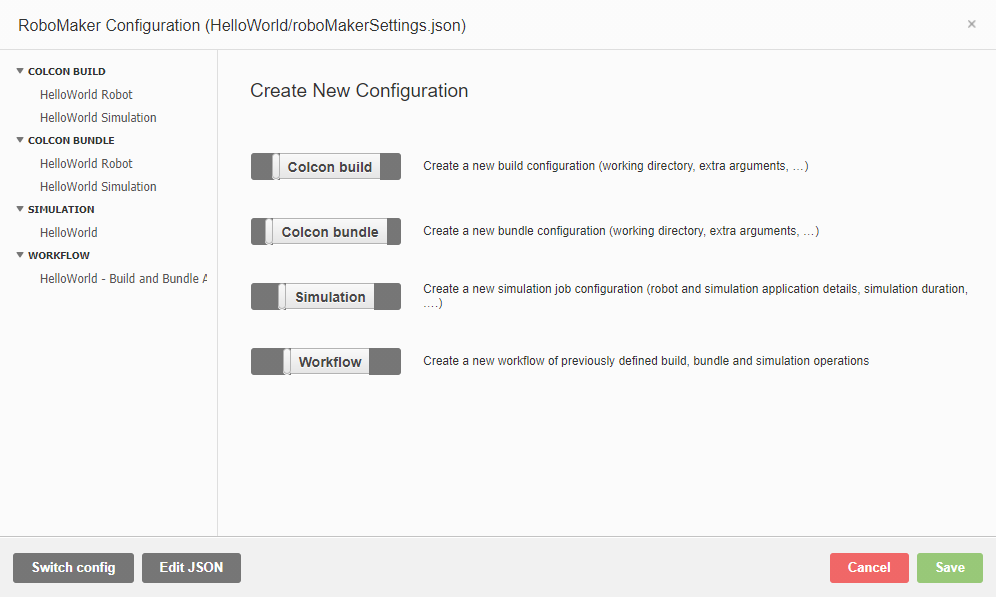 RoboMaker Configuration (HelloWorld/roboMakerSettings.json)
×
COLCON BUILD
HelloWorld Robot
HelloWorld Simulation
COLCON BUNDLE
HelloWorld Robot
HelloWorld Simulation
SIMULATION
HelloWorld
WORKFLOW
HelloWorld - Build and Bundle A
Create New Configuration
Colcon build
Create a new build configuration (working directory, extra arguments, …)
Colcon bundle
Create a new bundle configuration (working directory, extra arguments, …)
Simulation
Create a new simulation job configuration (robot and simulation application details, simulation duration,
….)
Workflow
Create a new workflow of previously defined build, bundle and simulation operations
Switch config
Edit JSON
Cancel
Save